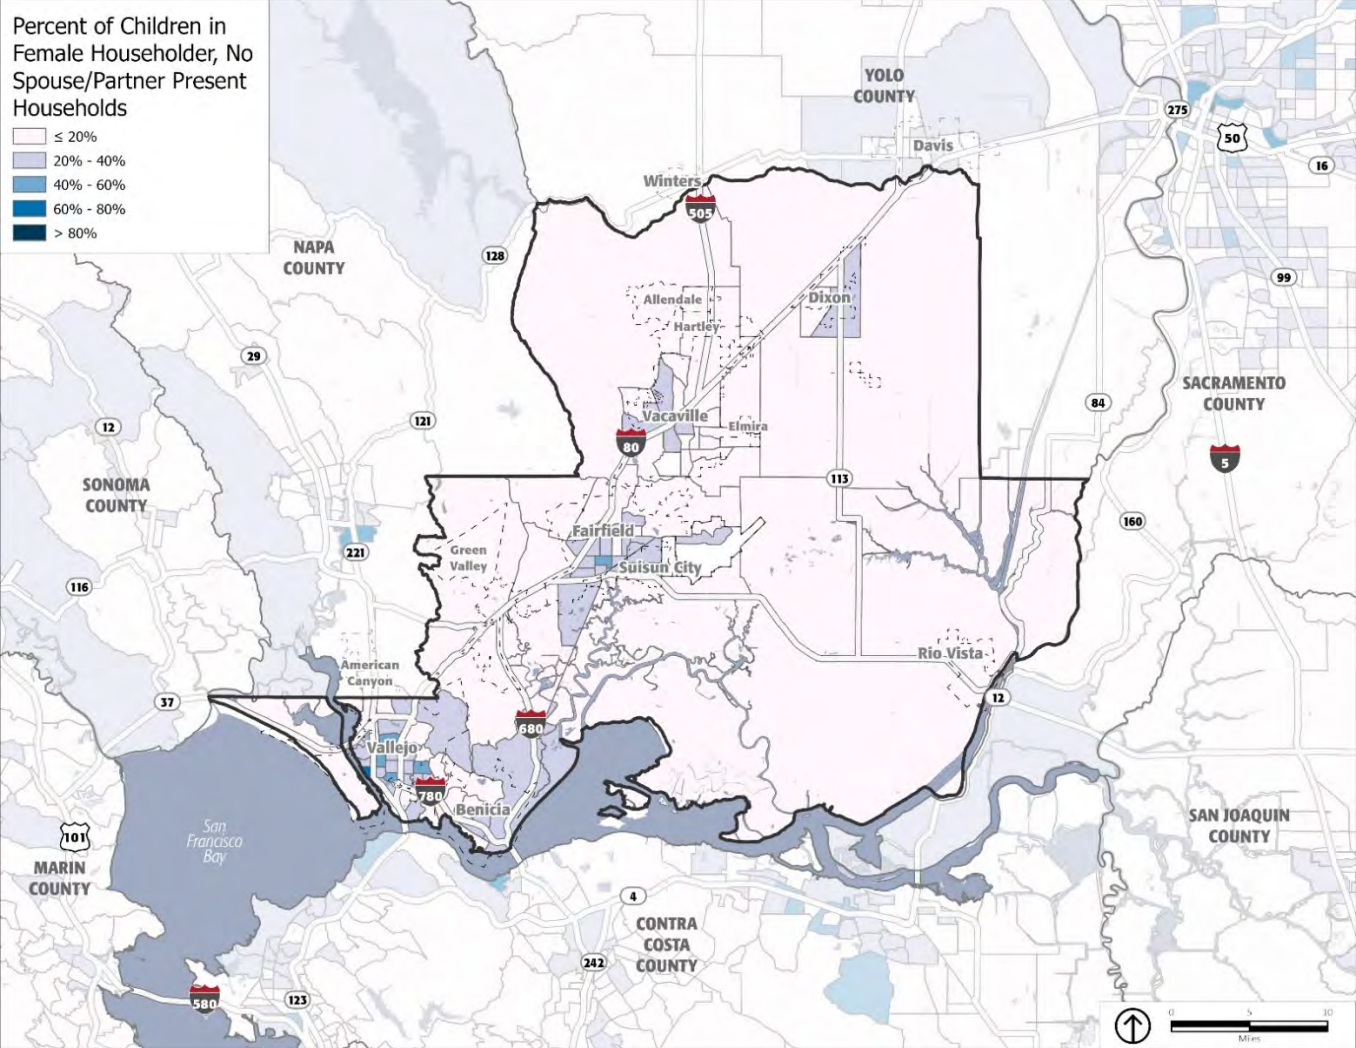 Percent of Children in
Female Householder, No
Spouse/Partner Present
Households
≤ 20%
20% - 40%
40% - 60%
60% - 80%
> 80%
YOLO
COUNTY
275
50
Davis
16
Winters
505
NAPA
COUNTY
128
99
Allendale
Dixon
Hartley
29
SACRAMENTO
COUNTY
84
121
Vacaville
12
Elmira
80
5
113
SONOMA
COUNTY
160
Fairfield
221
Green
Valley
Suisun City
116
Rio Vista
American
Canyon
37
12
680
Vallejo
780
Benicia
San
Francisco
Bay
101
MARIN
COUNTY
SAN JOAQUIN
COUNTY
4
CONTRA
COSTA
COUNTY
242
580
123
0 5 10
Miles